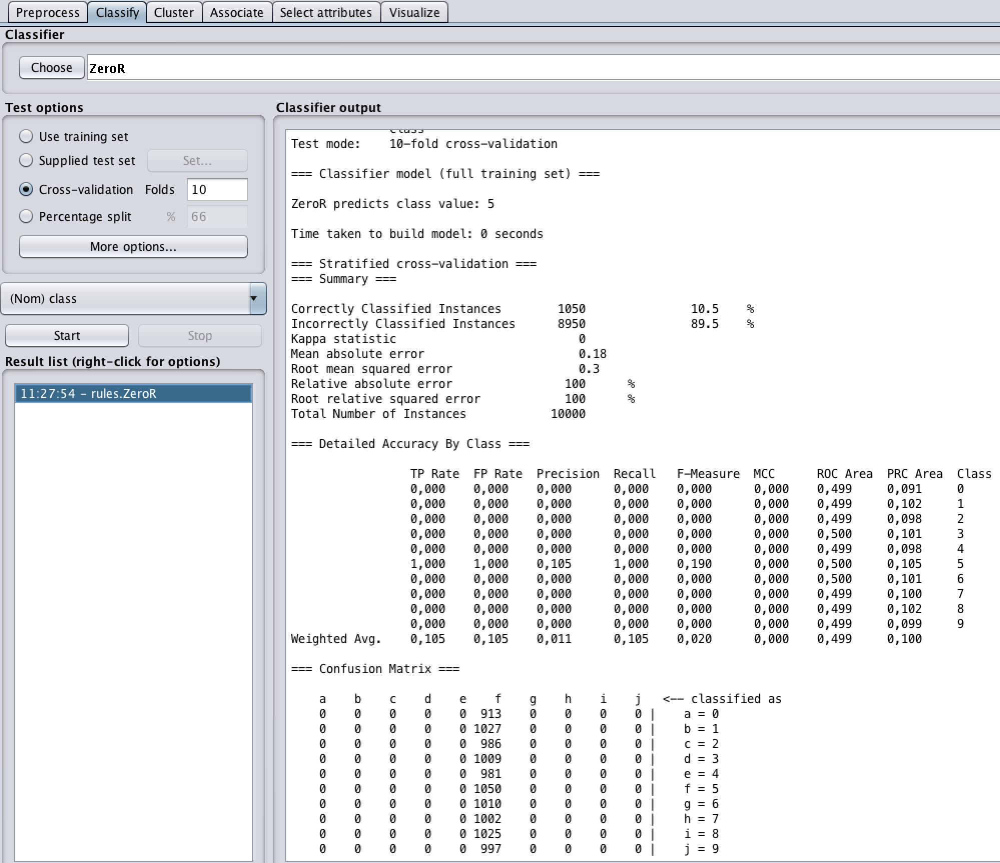 Preprocess Classify Cluster Associate Select attributes Visualize
Classifier
Choose ZeroR
Test options
Use training set
Supplied test set Set...
Cross-validation Folds 10
Percentage split % 66
More options...
(Nom) class
Start Stop
Result list (right-click for options)
11:27:54 - rules.ZeroR
Classifier output
class
Test mode: 10-fold cross-validation
=== Classifier model (full training set) ===
ZeroR predicts class value: 5
Time taken to build model: 0 seconds
=== Stratified cross-validation ===
=== Summary ===
Correctly Classified Instances 1050 10.5 %
Incorrectly Classified Instances 8950 89.5 %
Kappa statistic 0
Mean absolute error 0.18
Root mean squared error 0.3
Relative absolute error 100 %
Root relative squared error 100 %
Total Number of Instances 10000
=== Detailed Accuracy By Class ===
TP Rate FP Rate Precision Recall F-Measure MCC ROC Area PRC Area Class
0,000 0,000 0,000 0,000 0,000 0,000 0,499 0,091 0
0,000 0,000 0,000 0,000 0,000 0,000 0,499 0,102 1
0,000 0,000 0,000 0,000 0,000 0,000 0,499 0,098 2
0,000 0,000 0,000 0,000 0,000 0,000 0,500 0,101 3
0,000 0,000 0,000 0,000 0,000 0,000 0,499 0,098 4
1,000 1,000 0,105 1,000 0,190 0,000 0,500 0,105 5
0,000 0,000 0,000 0,000 0,000 0,000 0,500 0,101 6
0,000 0,000 0,000 0,000 0,000 0,000 0,499 0,100 7
0,000 0,000 0,000 0,000 0,000 0,000 0,499 0,102 8
0,000 0,000 0,000 0,000 0,000 0,000 0,499 0,099 9
Weighted Avg. 0,105 0,105 0,011 0,105 0,020 0,000 0,499 0,100
=== Confusion Matrix ===
a b c d e f g h i j <-- classified as
0 0 0 0 0 913 0 0 0 0 | a = 0
0 0 0 0 0 1027 0 0 0 0 | b = 1
0 0 0 0 0 986 0 0 0 0 | c = 2
0 0 0 0 0 1009 0 0 0 0 | d = 3
0 0 0 0 0 981 0 0 0 0 | e = 4
0 0 0 0 0 1050 0 0 0 0 | f = 5
0 0 0 0 0 1010 0 0 0 0 | g = 6
0 0 0 0 0 1002 0 0 0 0 | h = 7
0 0 0 0 0 1025 0 0 0 0 | i = 8
0 0 0 0 0 997 0 0 0 0 | j = 9